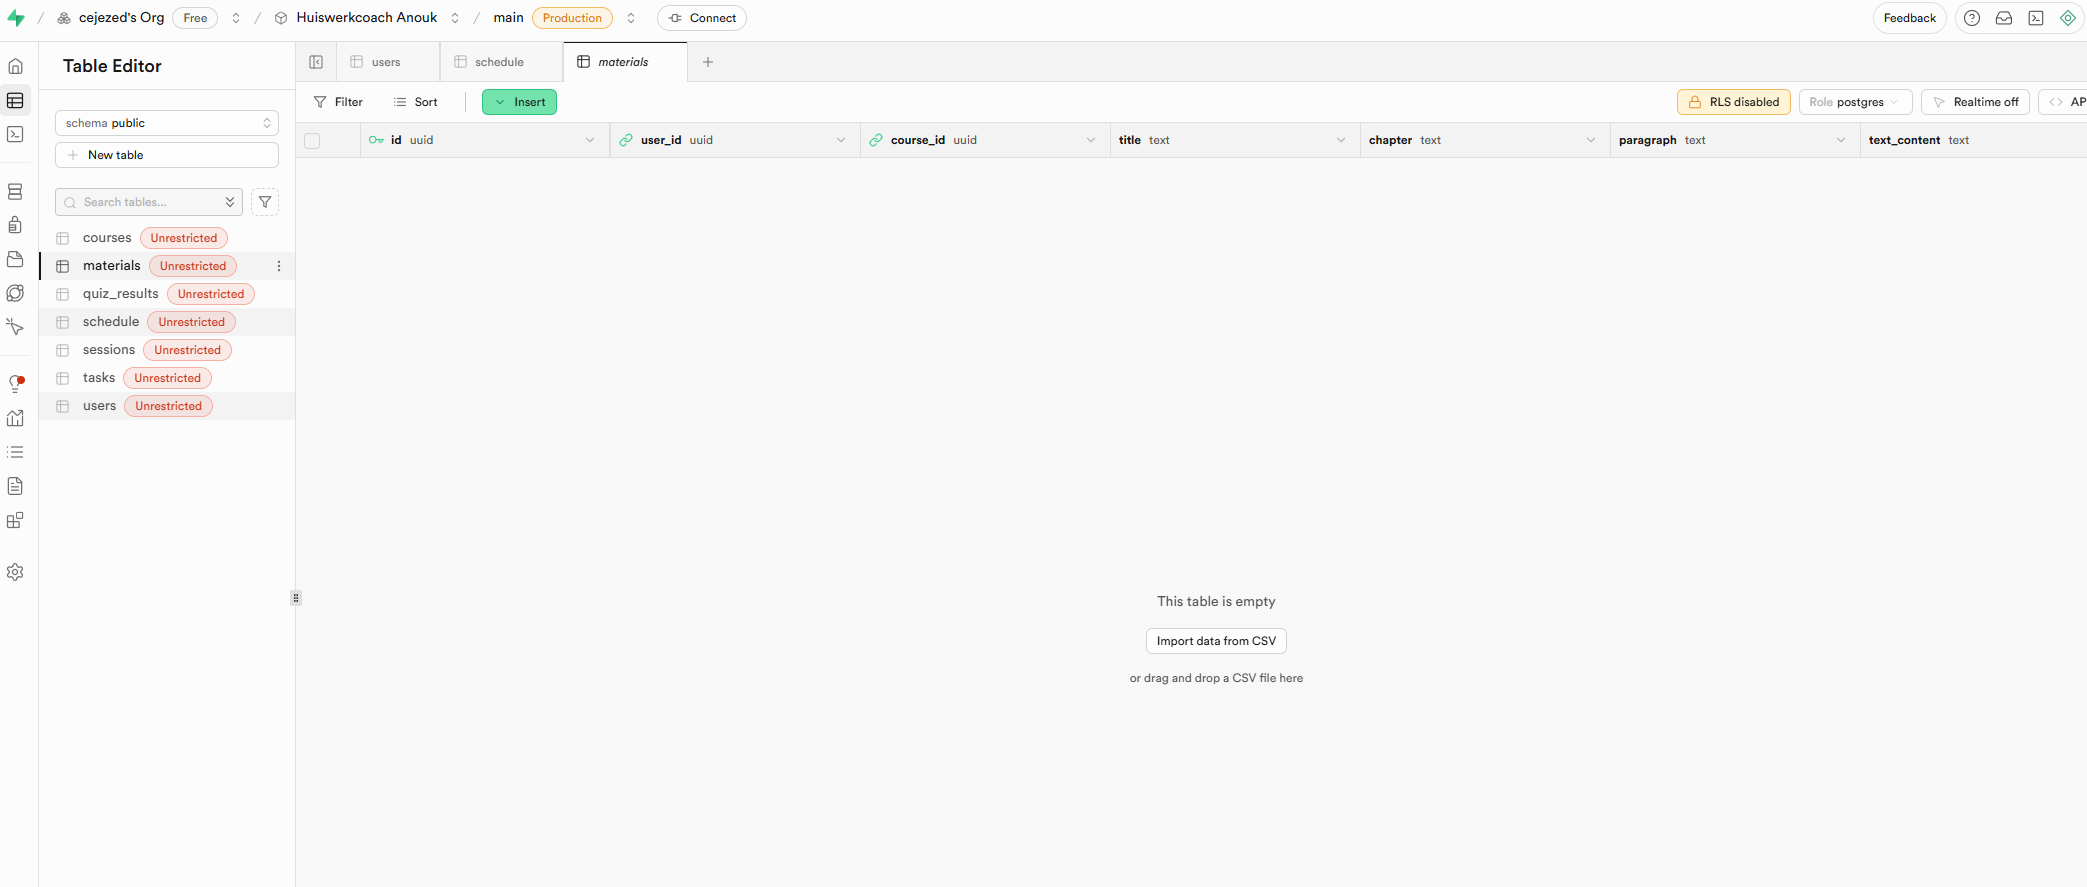 / cejezed's Org Free / Huiswerkcoach Anouk / main Production Connect Feedback
Table Editor
users schedule materials
schema public
New table
Search tables...
courses Unrestricted
materials Unrestricted
quiz_results Unrestricted
schedule Unrestricted
sessions Unrestricted
tasks Unrestricted
users Unrestricted
Filter Sort Insert RLS disabled Role postgres Realtime off AP
id uuid user_id uuid course_id uuid title text chapter text paragraph text text_content text
This table is empty
Import data from CSV
or drag and drop a CSV file here